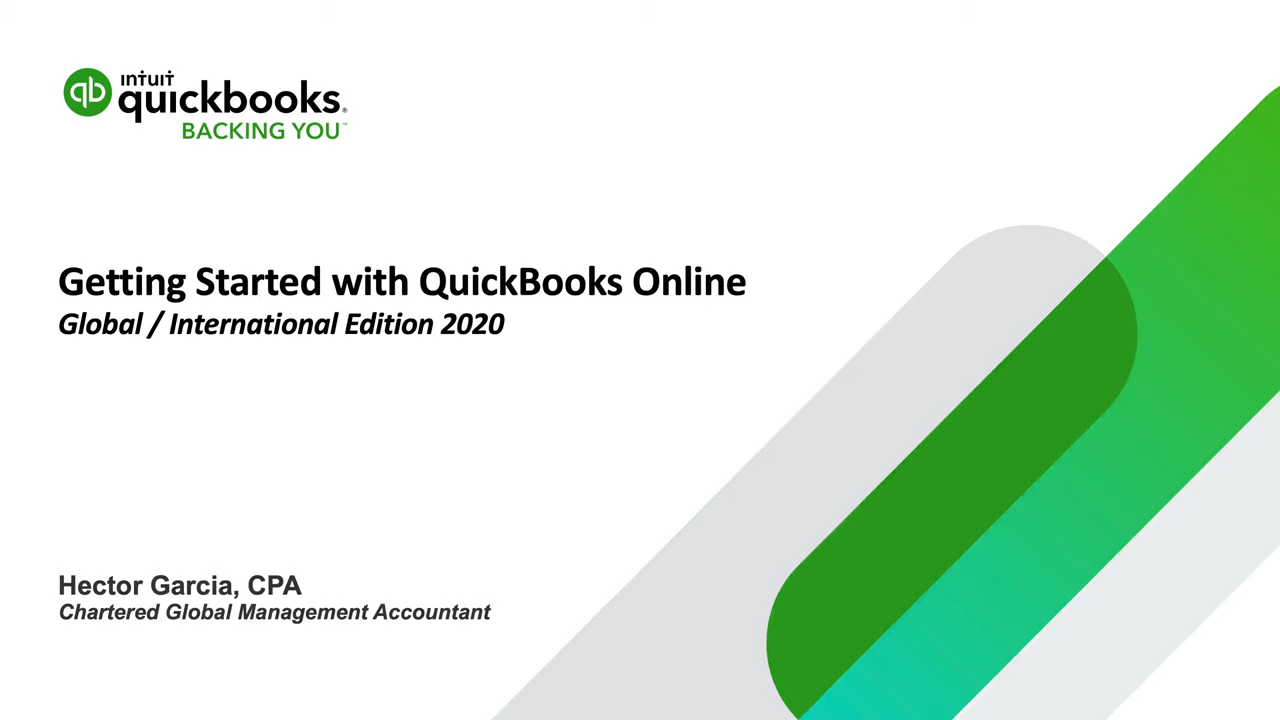 intuit
quickbooks®
BACKING YOU™
Getting Started with QuickBooks Online
Global / International Edition 2020
Hector Garcia, CPA
Chartered Global Management Accountant